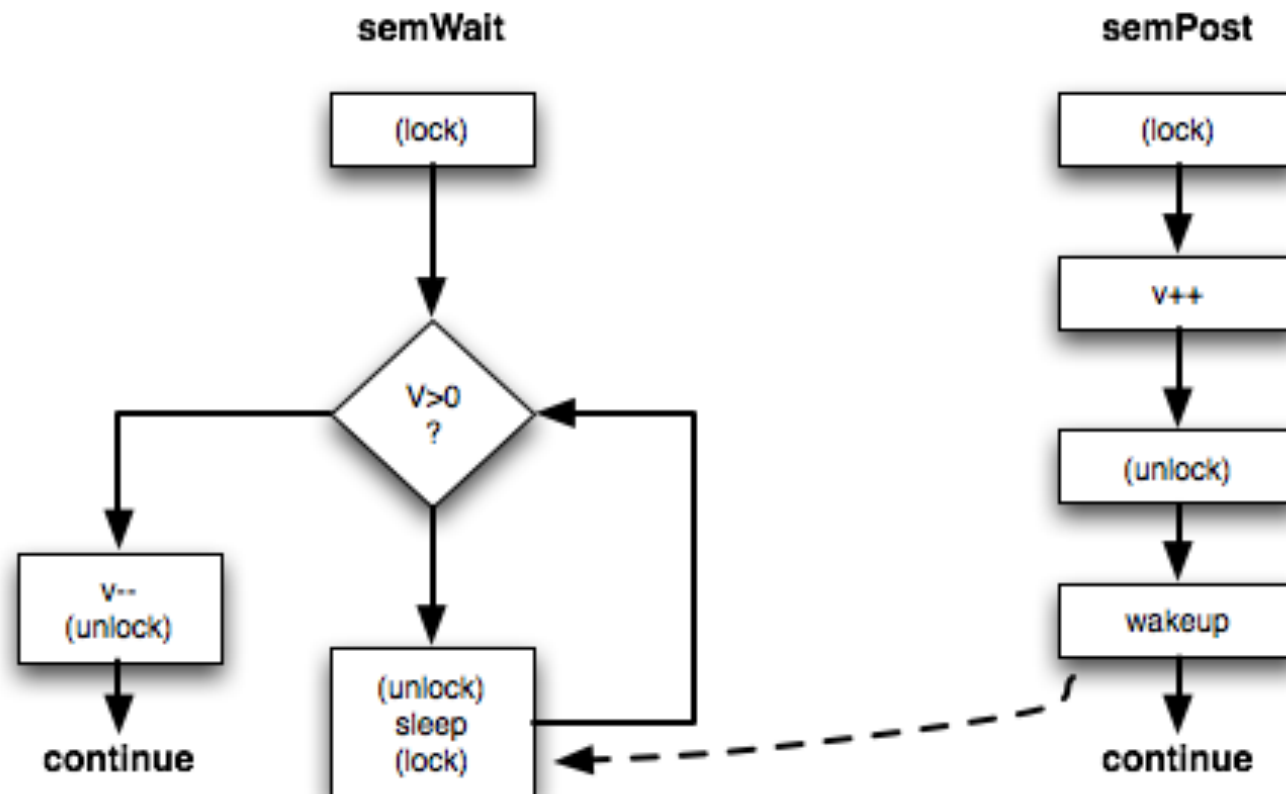 semWait
(lock)
V>0
?
v--
(unlock)
continue
(unlock)
sleep
(lock)
semPost
(lock)
v++
(unlock)
wakeup
continue